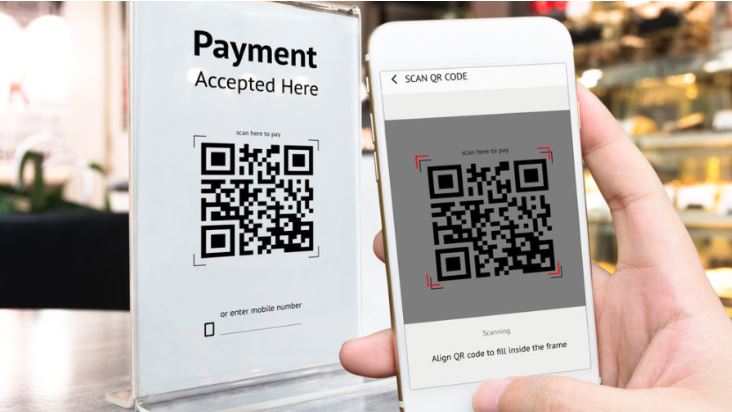 Payment
Accepted Here
scan here to pay
or enter mobile number
SCAN QR CODE
scan here to pay
Scanning
Align QR code to fill inside the frame